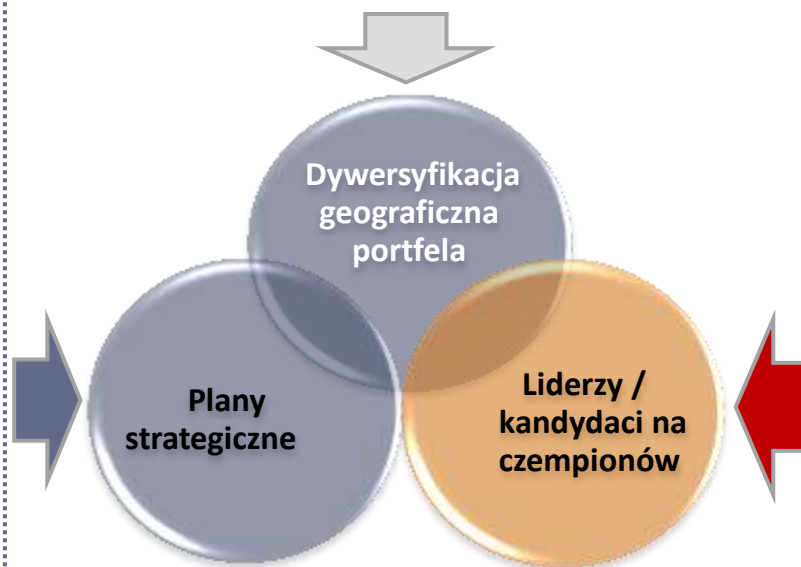 Dywersyfikacja
geograficzna
portfela
Plany
strategiczne
Liderzy /
kandydaci na
czempionów